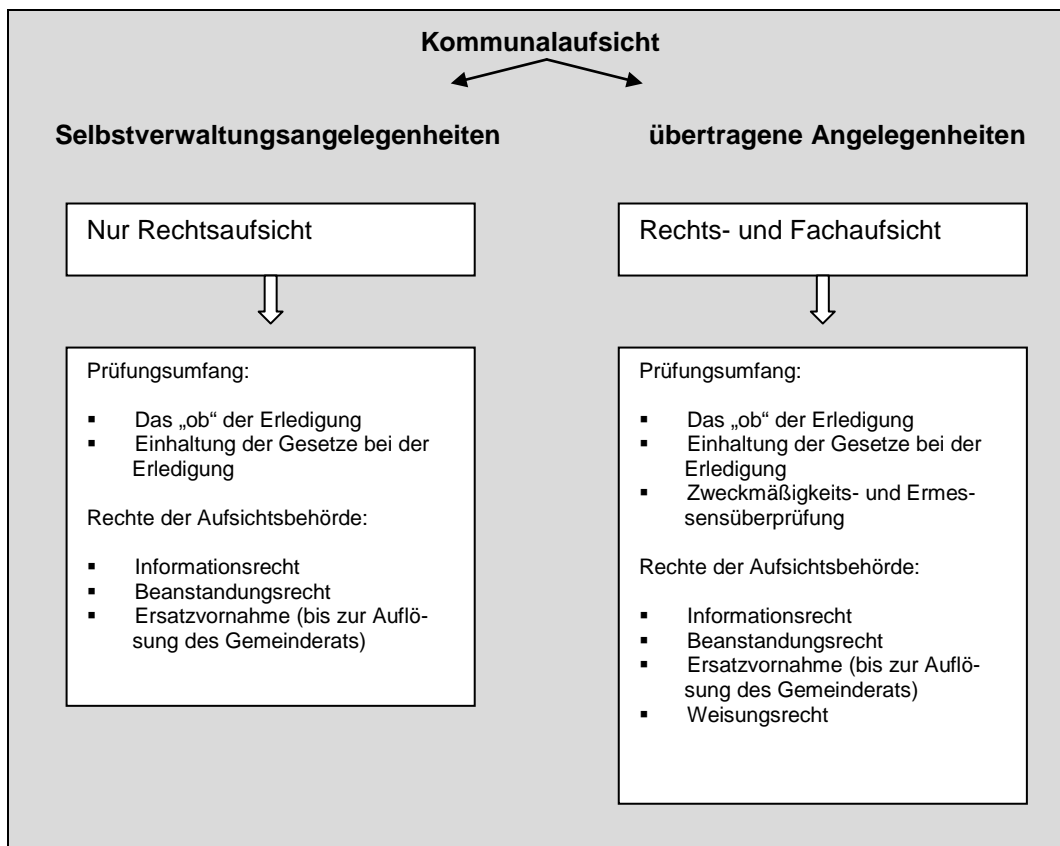 Kommunalaufsicht
Selbstverwaltungsangelegenheiten
übertragene Angelegenheiten
Nur Rechtsaufsicht
Rechts- und Fachaufsicht
Prüfungsumfang:
▪ Das „ob“ der Erledigung
▪ Einhaltung der Gesetze bei der
Erledigung
Rechte der Aufsichtsbehörde:
▪ Informationsrecht
▪ Beanstandungsrecht
▪ Ersatzvornahme (bis zur Auflö-
sung des Gemeinderats)
Prüfungsumfang:
▪ Das „ob“ der Erledigung
▪ Einhaltung der Gesetze bei der
Erledigung
▪ Zweckmäßigkeits- und Ermes-
sensüberprüfung
Rechte der Aufsichtsbehörde:
▪ Informationsrecht
▪ Beanstandungsrecht
▪ Ersatzvornahme (bis zur Auflö-
sung des Gemeinderats)
▪ Weisungsrecht